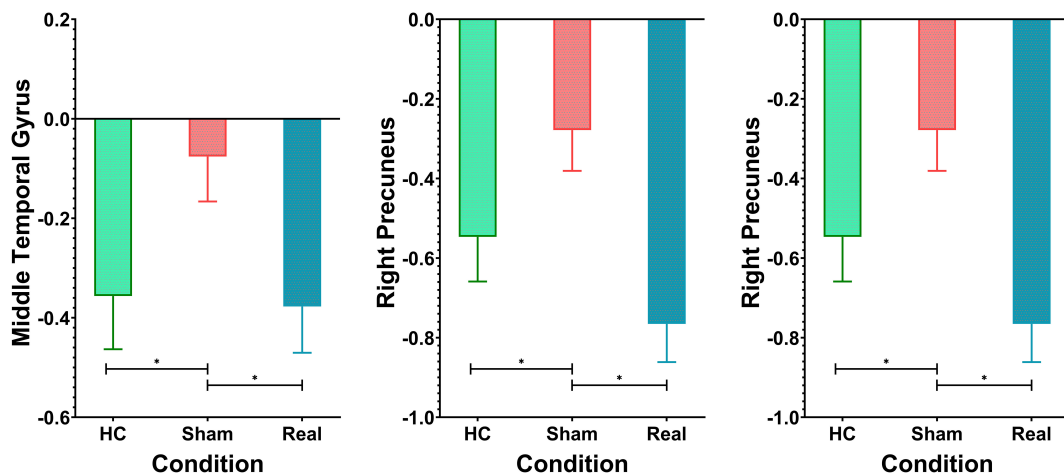 Middle Temporal Gyrus
0.2
0.0
-0.2
-0.4
-0.6
*
*
HC Sham Real
Condition
Right Precuneus
-0.0
-0.2
-0.4
-0.6
-0.8
-1.0
*
*
HC Sham Real
Condition
Right Precuneus
-0.0
-0.2
-0.4
-0.6
-0.8
-1.0
*
*
HC Sham Real
Condition